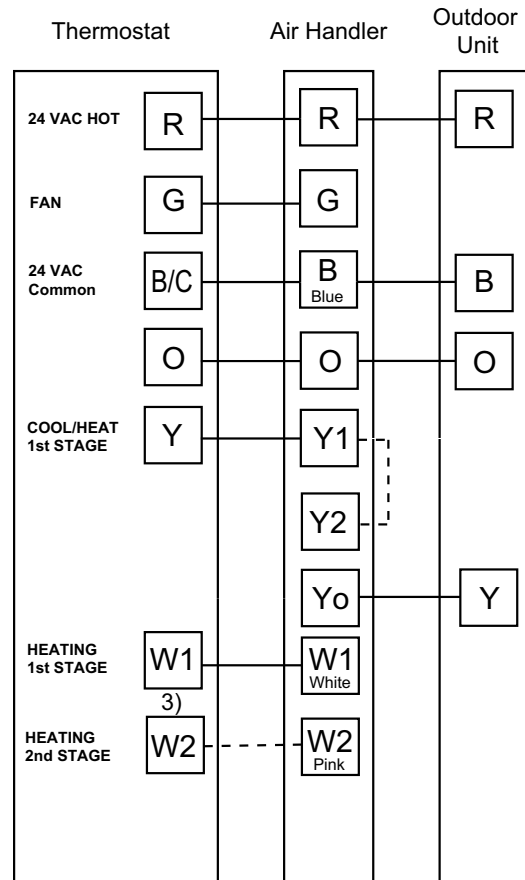 Thermostat
Air Handler
Outdoor
Unit
24 VAC HOT
R
R
R
FAN
G
G
24 VAC
Common
B/C
B
Blue
B
O
O
O
COOL/HEAT
1st STAGE
Y
Y1
Y2
Yo
Y
HEATING
1st STAGE
W1
W1
White
3)
HEATING
2nd STAGE
W2
W2
Pink